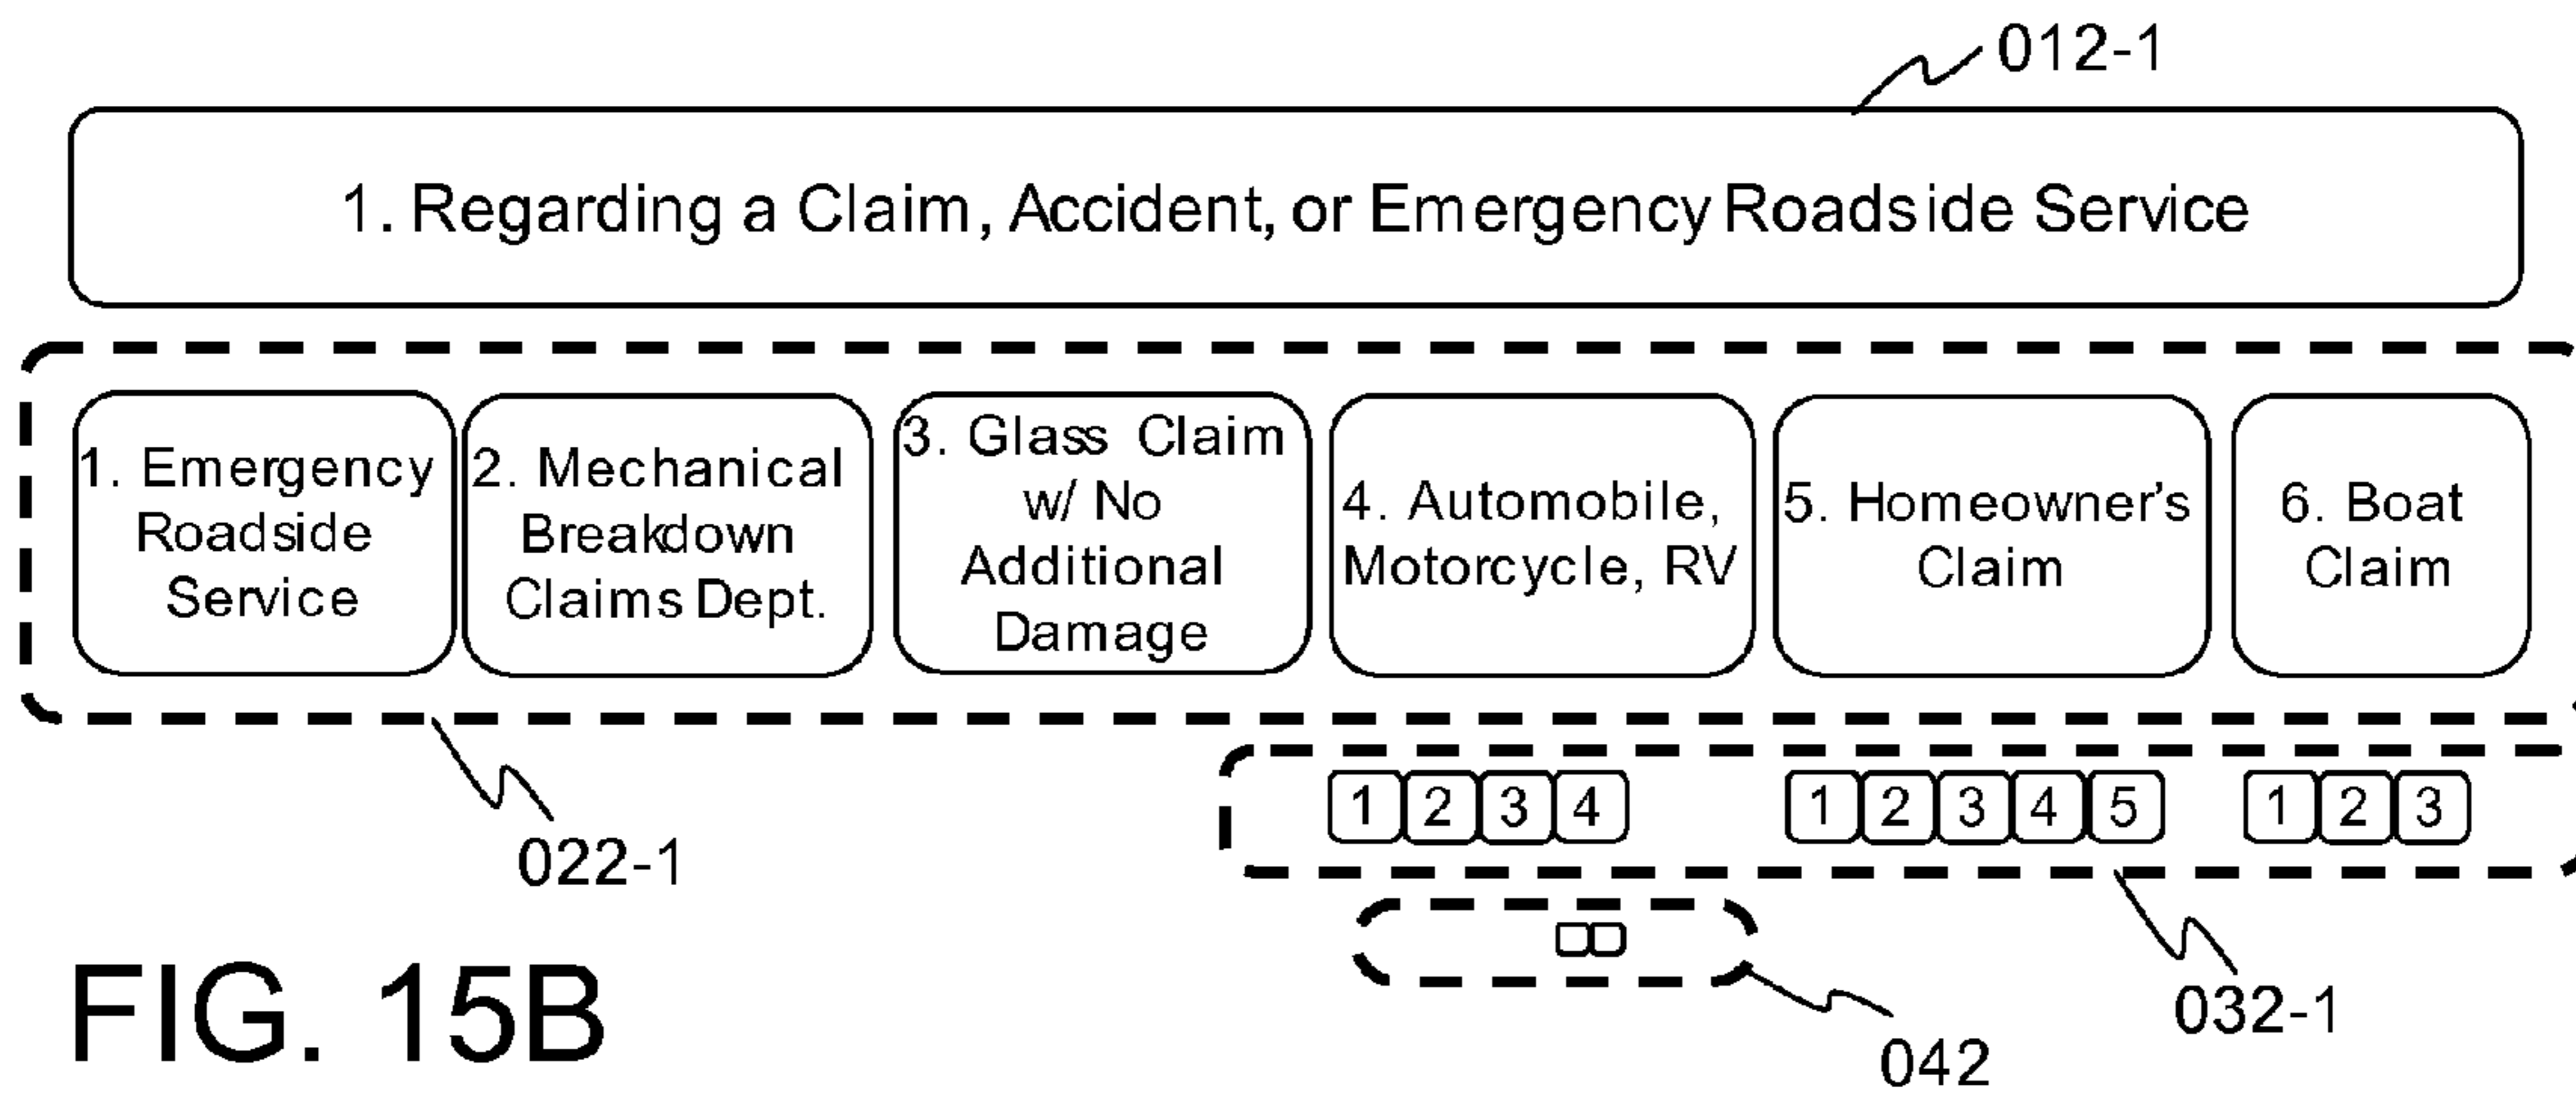 012-1
1. Regarding a Claim, Accident, or Emergency Roadside Service
1. Emergency
Roadside
Service
2. Mechanical
Breakdown
Claims Dept.
3. Glass Claim
w/ No
Additional
Damage
4. Automobile,
Motorcycle, RV
5. Homeowner's
Claim
6. Boat
Claim
1 2 3 4
1 2 3 4 5
1 2 3
022-1
032-1
042
FIG. 15B